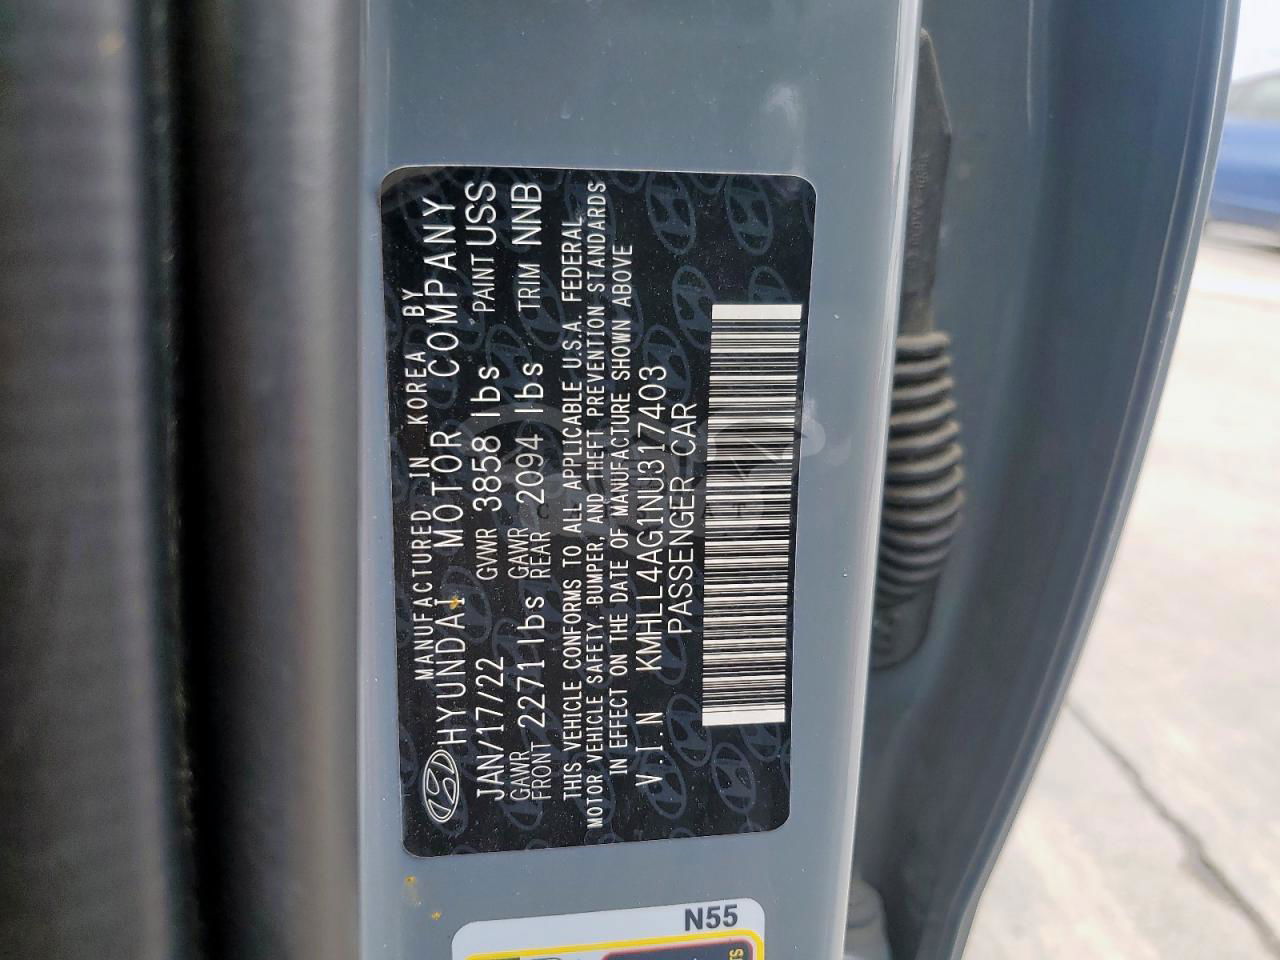 MANUFACTURED IN KOREA BY
HYUNDAI MOTOR COMPANY
JAN/17/22 GVWR 3858 lbs PAINT USS
GAWR FRONT 2271 lbs GAWR REAR 2094 lbs TRIM NNB
THIS VEHICLE CONFORMS TO ALL APPLICABLE U.S.A. FEDERAL
MOTOR VEHICLE SAFETY, BUMPER, AND THEFT PREVENTION STANDARDS
IN EFFECT ON THE DATE OF MANUFACTURE SHOWN ABOVE
V.I.N KMHLL4AG1NU317403
PASSENGER CAR
N55